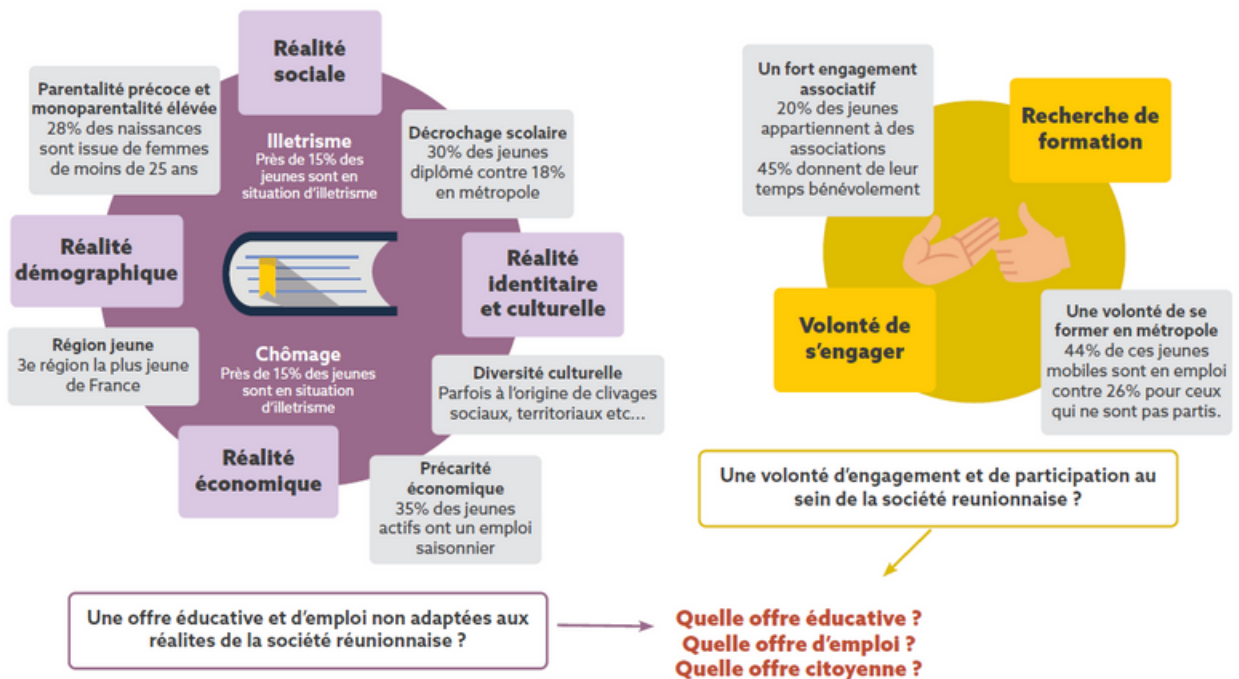 Réalité
sociale
Parentalité précoce et
monoparentalité élévée
28% des naissances
sont issue de femmes
de moins de 25 ans
Illetrisme
Près de 15% des
jeunes sont en
situation d'illetrisme
Décrochage scolaire
30% des jeunes
diplômé contre 18%
en métropole
Réalité
démographique
Réalité
identitaire
et culturelle
Région jeune
3e région la plus jeune
de France
Chômage
Près de 15% des jeunes
sont en situation
d'illetrisme
Diversité culturelle
Parfois à l'origine de clivages
sociaux, territoriaux etc...
Réalité
économique
Précarité
économique
35% des jeunes
actifs ont un emploi
saisonnier
Une offre éducative et d'emploi non adaptées aux
réalites de la société réunionnaise ?
Un fort engagement
associatif
20% des jeunes
appartiennent à des
associations
45% donnent de leur
temps bénévolement
Recherche de
formation
Volonté de
s'engager
Une volonté de se
former en métropole
44% de ces jeunes
mobiles sont en emploi
contre 26% pour ceux
qui ne sont pas partis.
Une volonté d'engagement et de participation au
sein de la société reunionnaise ?
Quelle offre éducative ?
Quelle offre d'emploi ?
Quelle offre citoyenne ?